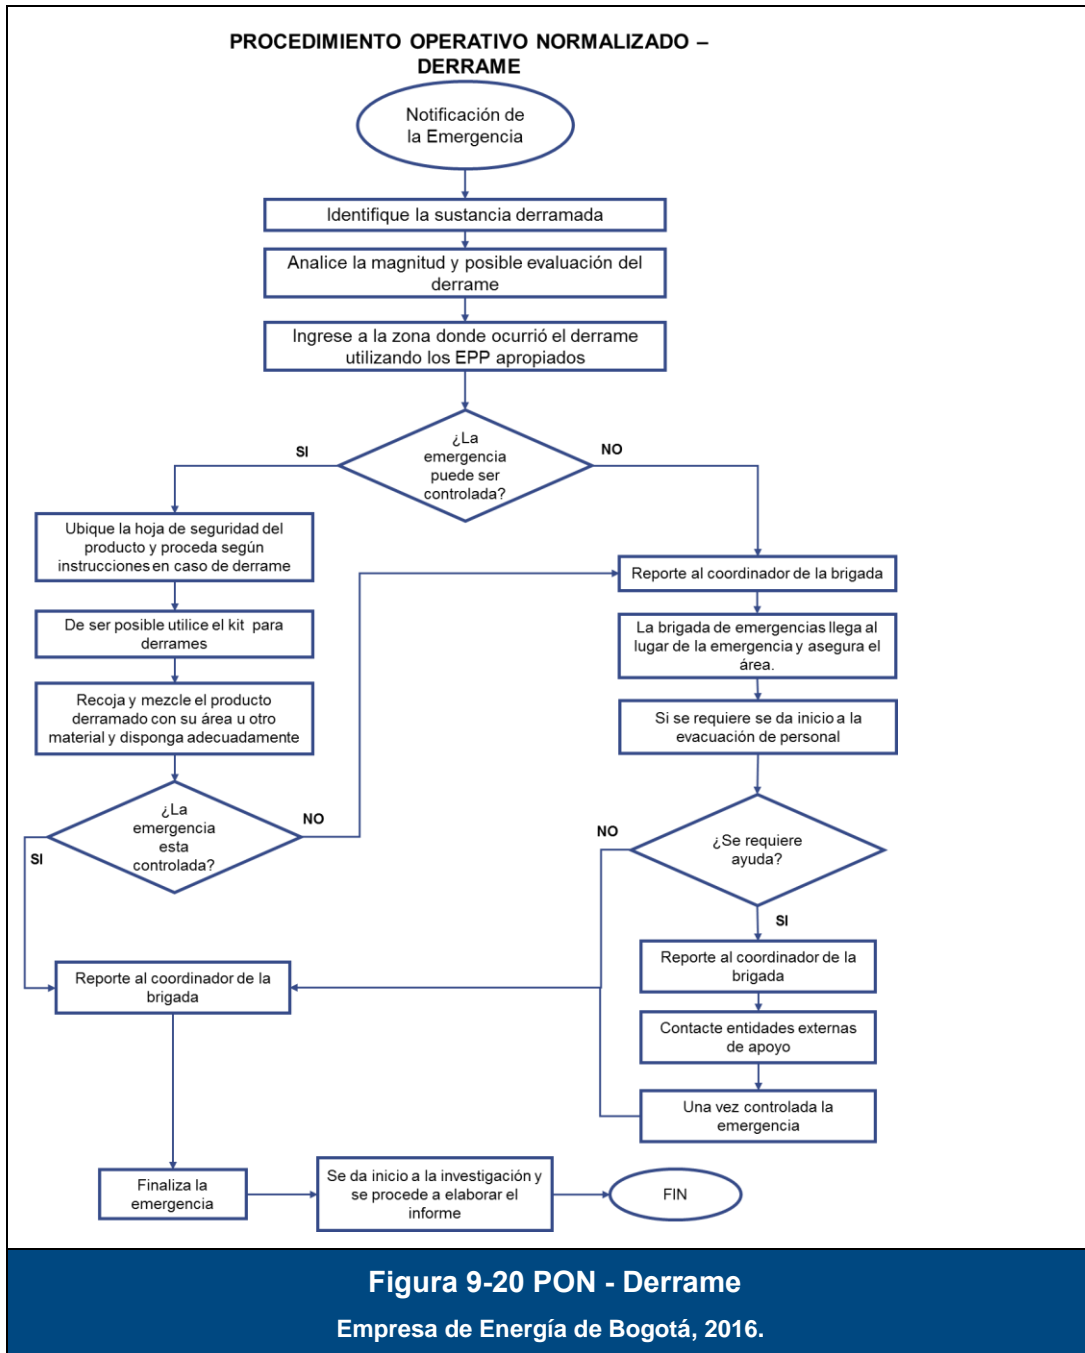 PROCEDIMIENTO OPERATIVO NORMALIZADO –
DERRAME
Notificación de
la Emergencia
Identifique la sustancia derramada
Analice la magnitud y posible evaluación del
derrame
Ingrese a la zona donde ocurrió el derrame
utilizando los EPP apropiados
¿La
emergencia
puede ser
controlada?
SI
NO
Ubique la hoja de seguridad del
producto y proceda según
instrucciones en caso de derrame
De ser posible utilice el kit para
derrames
Recoja y mezcle el producto
derramado con su área u otro
material y disponga adecuadamente
¿La
emergencia
esta
controlada?
NO
SI
Reporte al coordinador de la brigada
La brigada de emergencias llega al
lugar de la emergencia y asegura el
área.
Si se requiere se da inicio a la
evacuación de personal
¿Se requiere
ayuda?
NO
SI
Reporte al coordinador de la
brigada
Contacte entidades externas
de apoyo
Una vez controlada la
emergencia
Reporte al coordinador de la
brigada
Finaliza la
emergencia
Se da inicio a la investigación y
se procede a elaborar el
informe
FIN
Figura 9-20 PON - Derrame
Empresa de Energía de Bogotá, 2016.